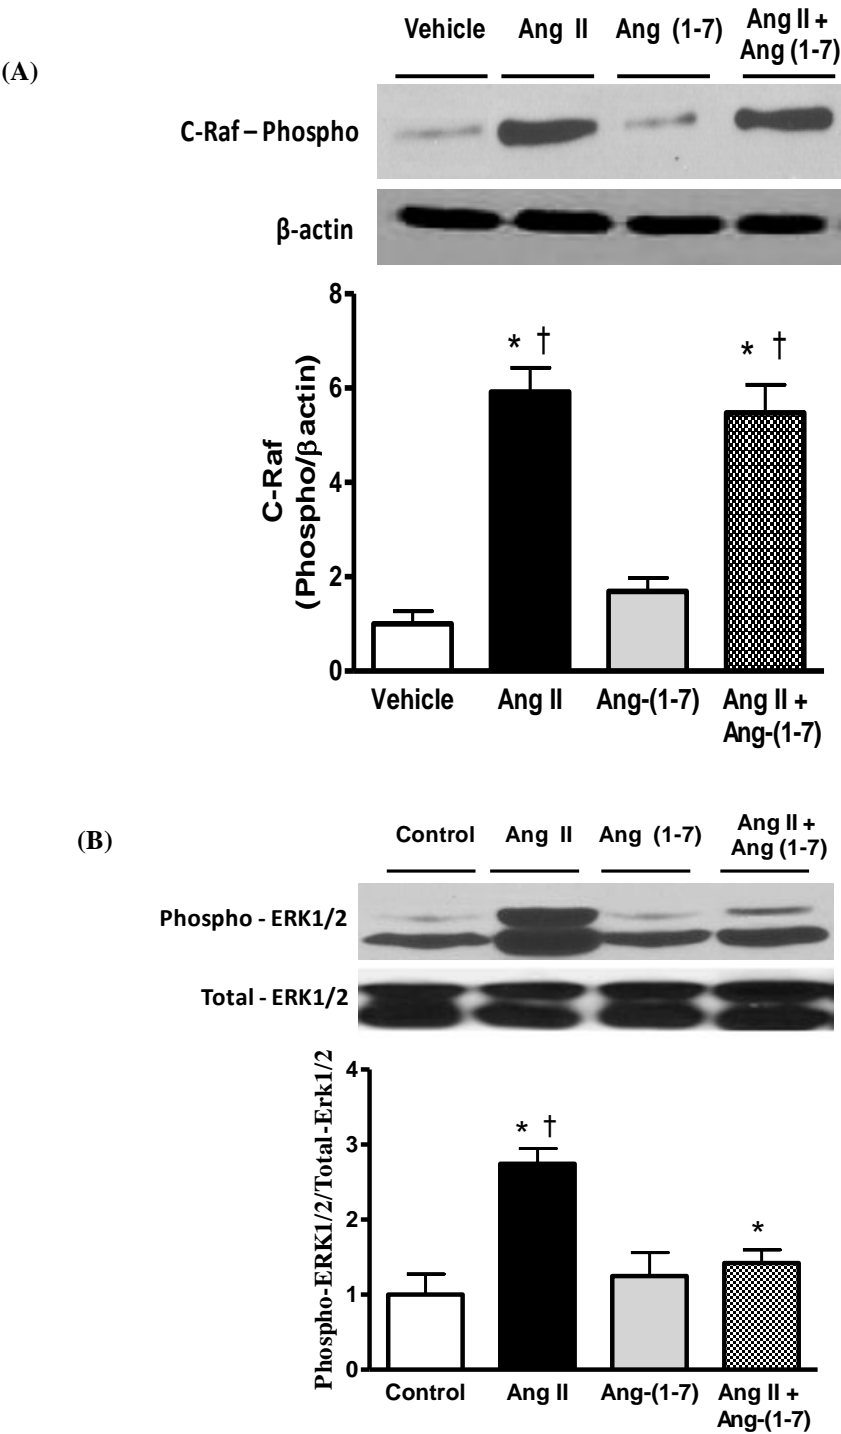 (A)
Vehicle Ang II Ang (1-7) Ang II +
Ang (1-7)
C-Raf – Phospho
β-actin
C-Raf
(Phospho/βactin)
8
6
4
2
0
* †
* †
Vehicle Ang II Ang-(1-7) Ang II +
Ang-(1-7)
(B)
Control Ang II Ang (1-7) Ang II +
Ang (1-7)
Phospho - ERK1/2
Total - ERK1/2
Phospho-ERK1/2/Total-Erk1/2
4
3
2
1
0
* †
*
Control Ang II Ang-(1-7) Ang II +
Ang-(1-7)